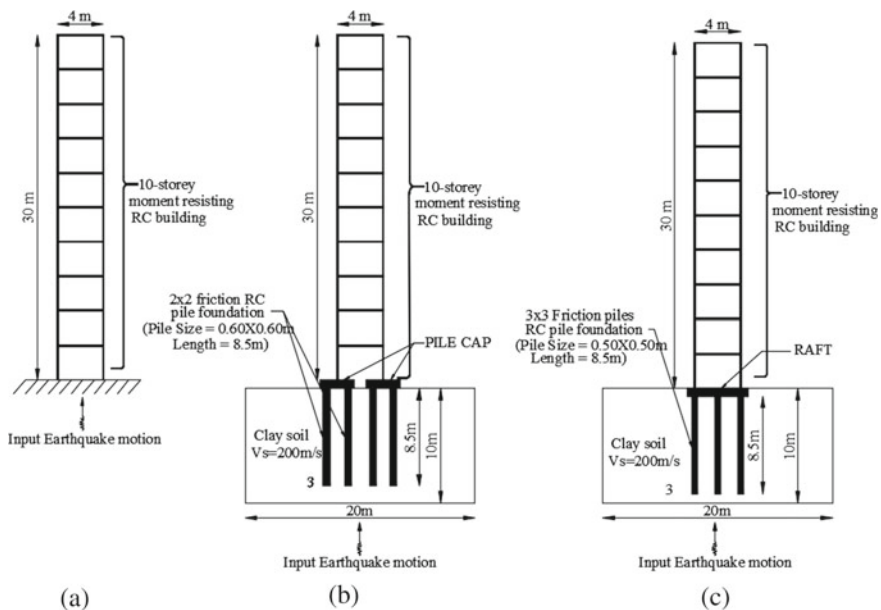 4 m
30 m
10-storey
moment resisting
RC building
Input Earthquake motion
(a)
4 m
30 m
10-storey
moment resisting
RC building
2x2 friction RC
pile foundation
(Pile Size = 0.60X0.60m
Length = 8.5m)
PILE CAP
Clay soil
Vs=200m/s
3
8.5m
10m
20m
Input Earthquake motion
(b)
4 m
30 m
10-storey
moment resisting
RC building
3x3 Friction piles
RC pile foundation
(Pile Size = 0.50X0.50m
Length = 8.5m)
RAFT
Clay soil
Vs=200m/s
3
8.5m
10m
20m
Input Earthquake motion
(c)